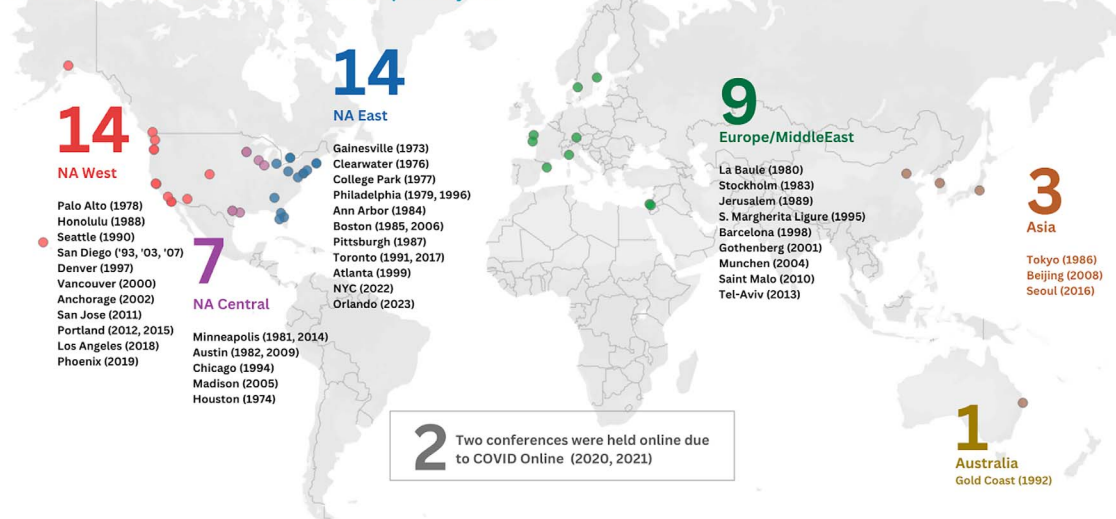 14
NA West
Palo Alto (1978)
Honolulu (1988)
Seattle (1990)
San Diego ('93, '03, '07)
Denver (1997)
Vancouver (2000)
Anchorage (2002)
San Jose (2011)
Portland (2012, 2015)
Los Angeles (2018)
Phoenix (2019)
7
NA Central
Minneapolis (1981, 2014)
Austin (1982, 2009)
Chicago (1994)
Madison (2005)
Houston (1974)
14
NA East
Gainesville (1973)
Clearwater (1976)
College Park (1977)
Philadelphia (1979, 1996)
Ann Arbor (1984)
Boston (1985, 2006)
Pittsburgh (1987)
Toronto (1991, 2017)
Atlanta (1999)
NYC (2022)
Orlando (2023)
9
Europe/MiddleEast
La Baule (1980)
Stockholm (1983)
Jerusalem (1989)
S. Margherita Ligure (1995)
Barcelona (1998)
Gothenberg (2001)
Munchen (2004)
Saint Malo (2010)
Tel-Aviv (2013)
3
Asia
Tokyo (1986)
Beijing (2008)
Seoul (2016)
1
Australia
Gold Coast (1992)
2
Two conferences were held online due
to COVID Online (2020, 2021)